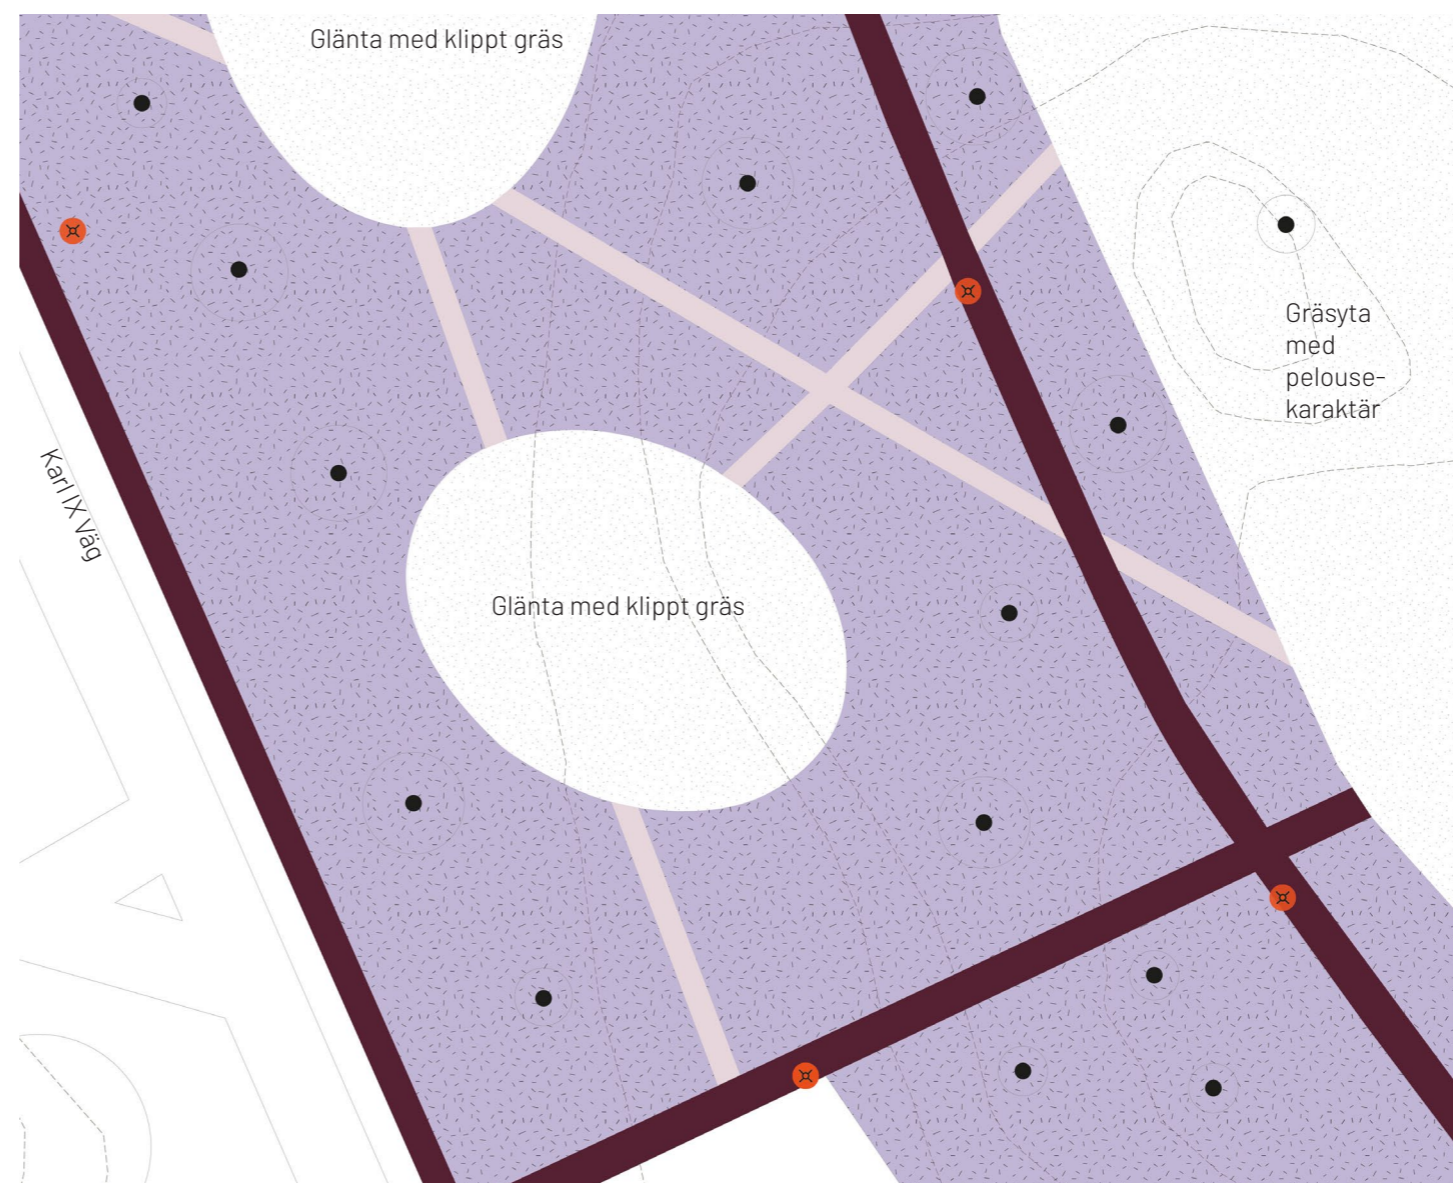 Glänta med klippt gräs
Gräsyta
med
pelouse-
karaktär
Karl IX Väg
Glänta med klippt gräs